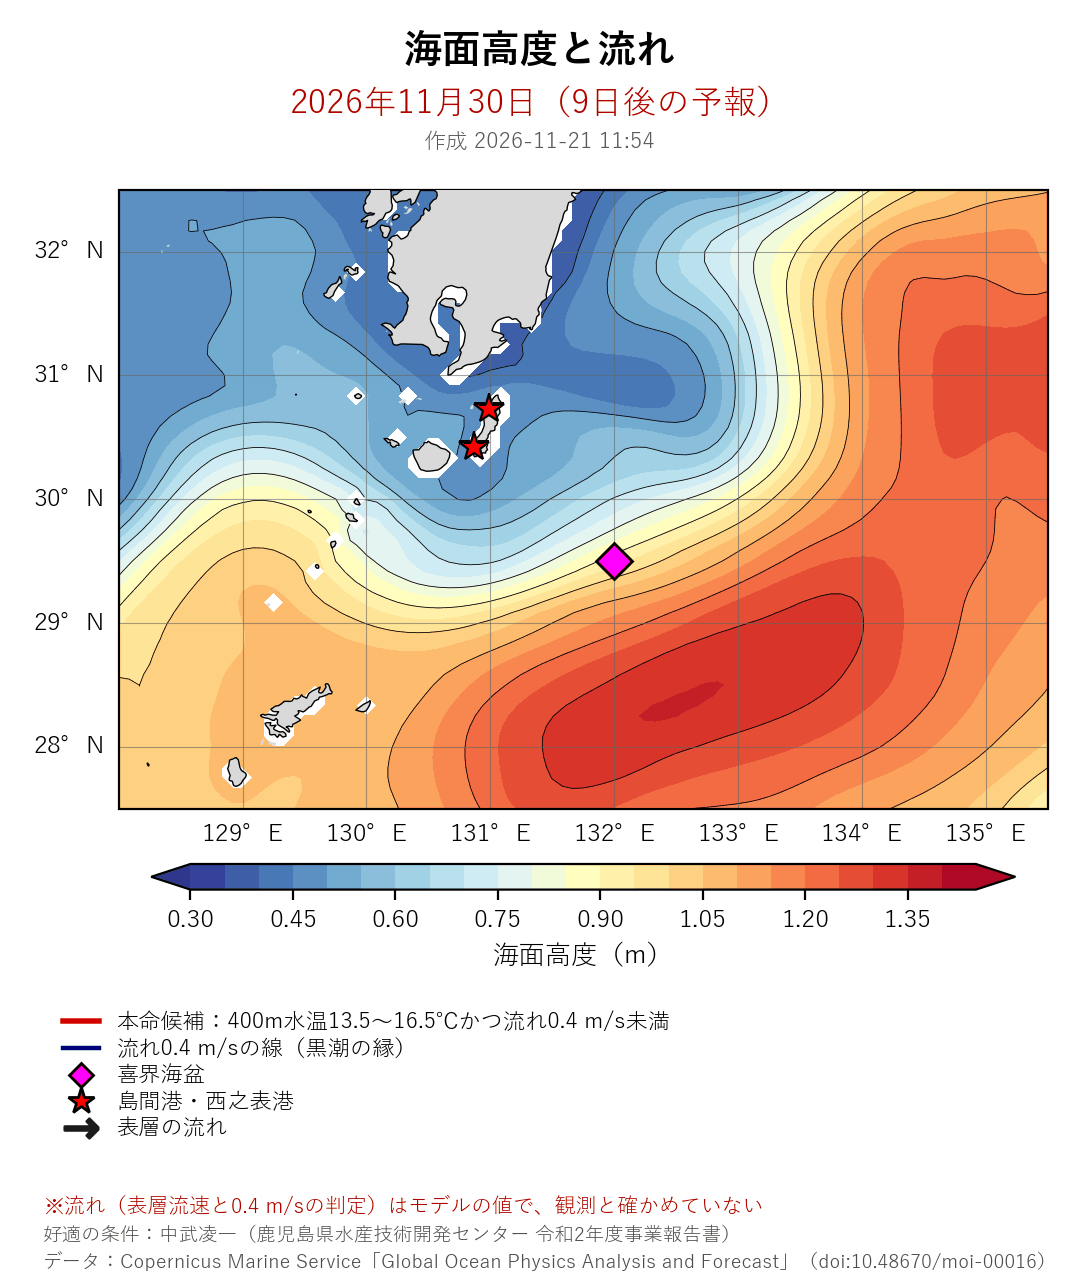 海面高度と流れ
2026年11月30日（9日後の予報）
作成 2026-11-21 11:54
32° N
31° N
30° N
29° N
28° N
129° E 130° E 131° E 132° E 133° E 134° E 135° E
0.30 0.45 0.60 0.75 0.90 1.05 1.20 1.35
海面高度（m）
本命候補：400m水温13.5～16.5℃かつ流れ0.4 m/s未満
流れ0.4 m/sの線（黒潮の縁）
喜界海盆
島間港・西之表港
表層の流れ
※流れ（表層流速と0.4 m/sの判定）はモデルの値で、観測と確かめていない
好適の条件：中武凌一（鹿児島県水産技術開発センター 令和2年度事業報告書）
データ：Copernicus Marine Service「Global Ocean Physics Analysis and Forecast」（doi:10.48670/moi-00016）